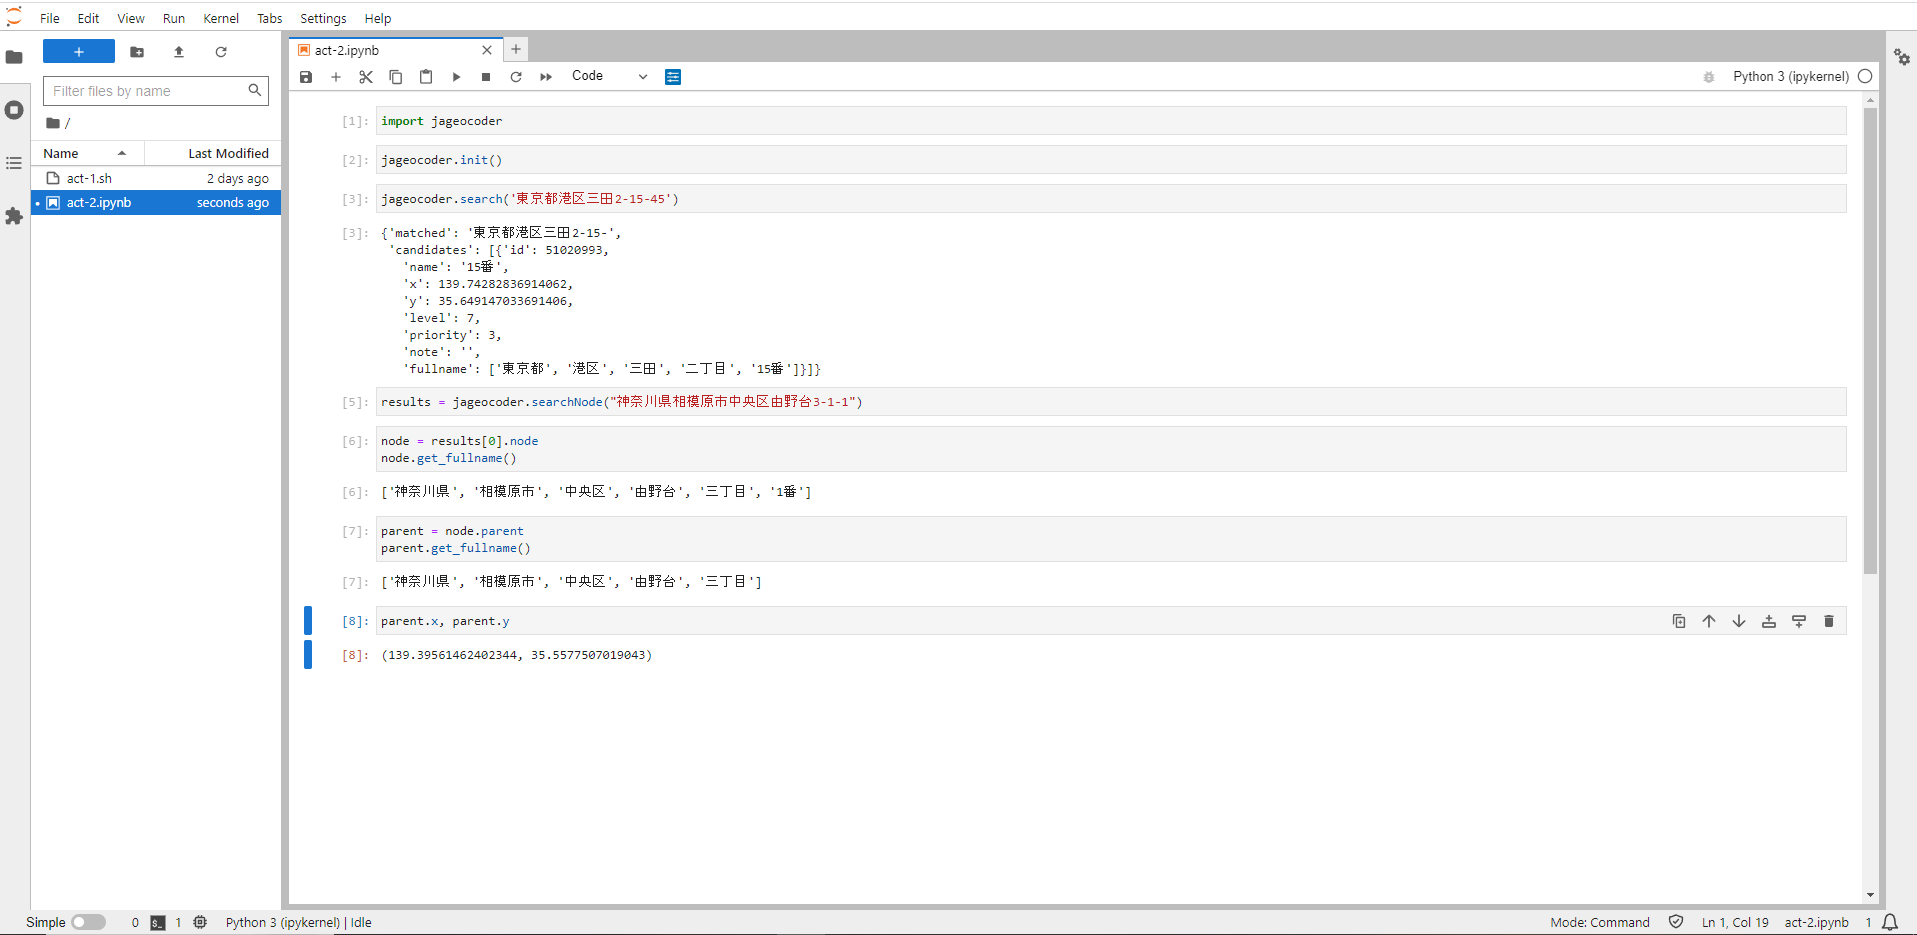 File Edit View Run Kernel Tabs Settings Help
+
Filter files by name
/
Name Last Modified
act-1.sh 2 days ago
act-2.ipynb seconds ago
act-2.ipynb
Code
Python 3 (ipykernel)
[1]: import jageocoder
[2]: jageocoder.init()
[3]: jageocoder.search('東京都港区三田2-15-45')
[3]: {'matched': '東京都港区三田2-15-',
'candidates': [{'id': 51020993,
'name': '15番',
'x': 139.74282836914062,
'y': 35.649147033691406,
'level': 7,
'priority': 3,
'note': '',
'fullname': ['東京都', '港区', '三田', '二丁目', '15番']}]}
[5]: results = jageocoder.searchNode("神奈川県相模原市中央区由野台3-1-1")
[6]: node = results[0].node
node.get_fullname()
[6]: ['神奈川県', '相模原市', '中央区', '由野台', '三丁目', '1番']
[7]: parent = node.parent
parent.get_fullname()
[7]: ['神奈川県', '相模原市', '中央区', '由野台', '三丁目']
[8]: parent.x, parent.y
[8]: (139.39561462402344, 35.5577507019043)
Simple 0 1 Python 3 (ipykernel) | Idle Mode: Command Ln 1, Col 19 act-2.ipynb 1